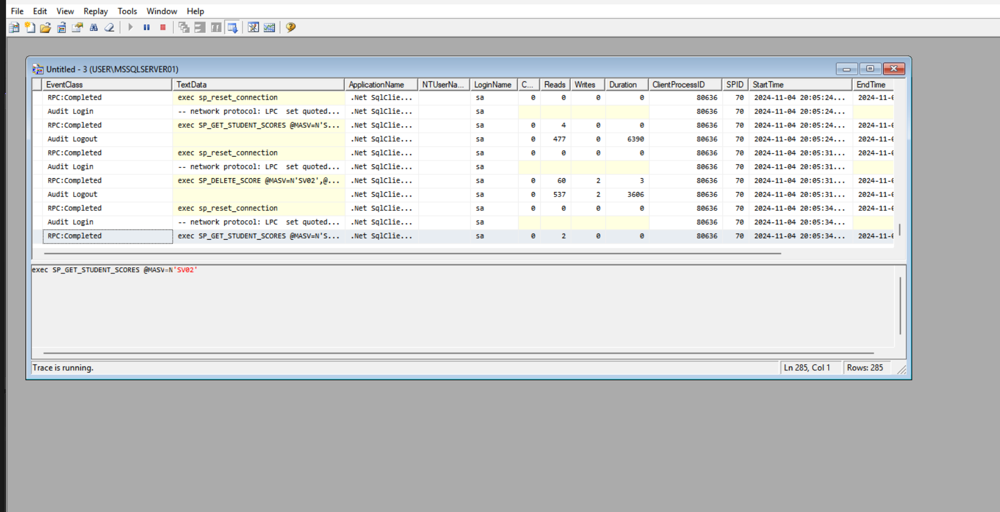 File Edit View Replay Tools Window Help
Untitled - 3 (USER\MSSQLSERVER01)
EventClass TextData ApplicationName NTUserNa... LoginName C... Reads Writes Duration ClientProcessID SPID StartTime EndTime
RPC:Completed exec sp_reset_connection .Net SqlClie... sa 0 0 0 0 80636 70 2024-11-04 20:05:24... 2024-11-0
Audit Login -- network protocol: LPC set quoted... .Net SqlClie... sa 80636 70 2024-11-04 20:05:24...
RPC:Completed exec SP_GET_STUDENT_SCORES @MASV=N'S... .Net SqlClie... sa 0 4 0 0 80636 70 2024-11-04 20:05:24... 2024-11-0
Audit Logout .Net SqlClie... sa 0 477 0 6390 80636 70 2024-11-04 20:05:24... 2024-11-0
RPC:Completed exec sp_reset_connection .Net SqlClie... sa 0 0 0 0 80636 70 2024-11-04 20:05:31... 2024-11-0
Audit Login -- network protocol: LPC set quoted... .Net SqlClie... sa 80636 70 2024-11-04 20:05:31...
RPC:Completed exec SP_DELETE_SCORE @MASV=N'SV02',@... .Net SqlClie... sa 0 60 2 3 80636 70 2024-11-04 20:05:31... 2024-11-0
Audit Logout .Net SqlClie... sa 0 537 2 3606 80636 70 2024-11-04 20:05:31... 2024-11-0
RPC:Completed exec sp_reset_connection .Net SqlClie... sa 0 0 0 0 80636 70 2024-11-04 20:05:34... 2024-11-0
Audit Login -- network protocol: LPC set quoted... .Net SqlClie... sa 80636 70 2024-11-04 20:05:34...
RPC:Completed exec SP_GET_STUDENT_SCORES @MASV=N'S... .Net SqlClie... sa 0 2 0 0 80636 70 2024-11-04 20:05:34... 2024-11-0
exec SP_GET_STUDENT_SCORES @MASV=N'SV02'
Trace is running. Ln 285, Col 1 Rows: 285